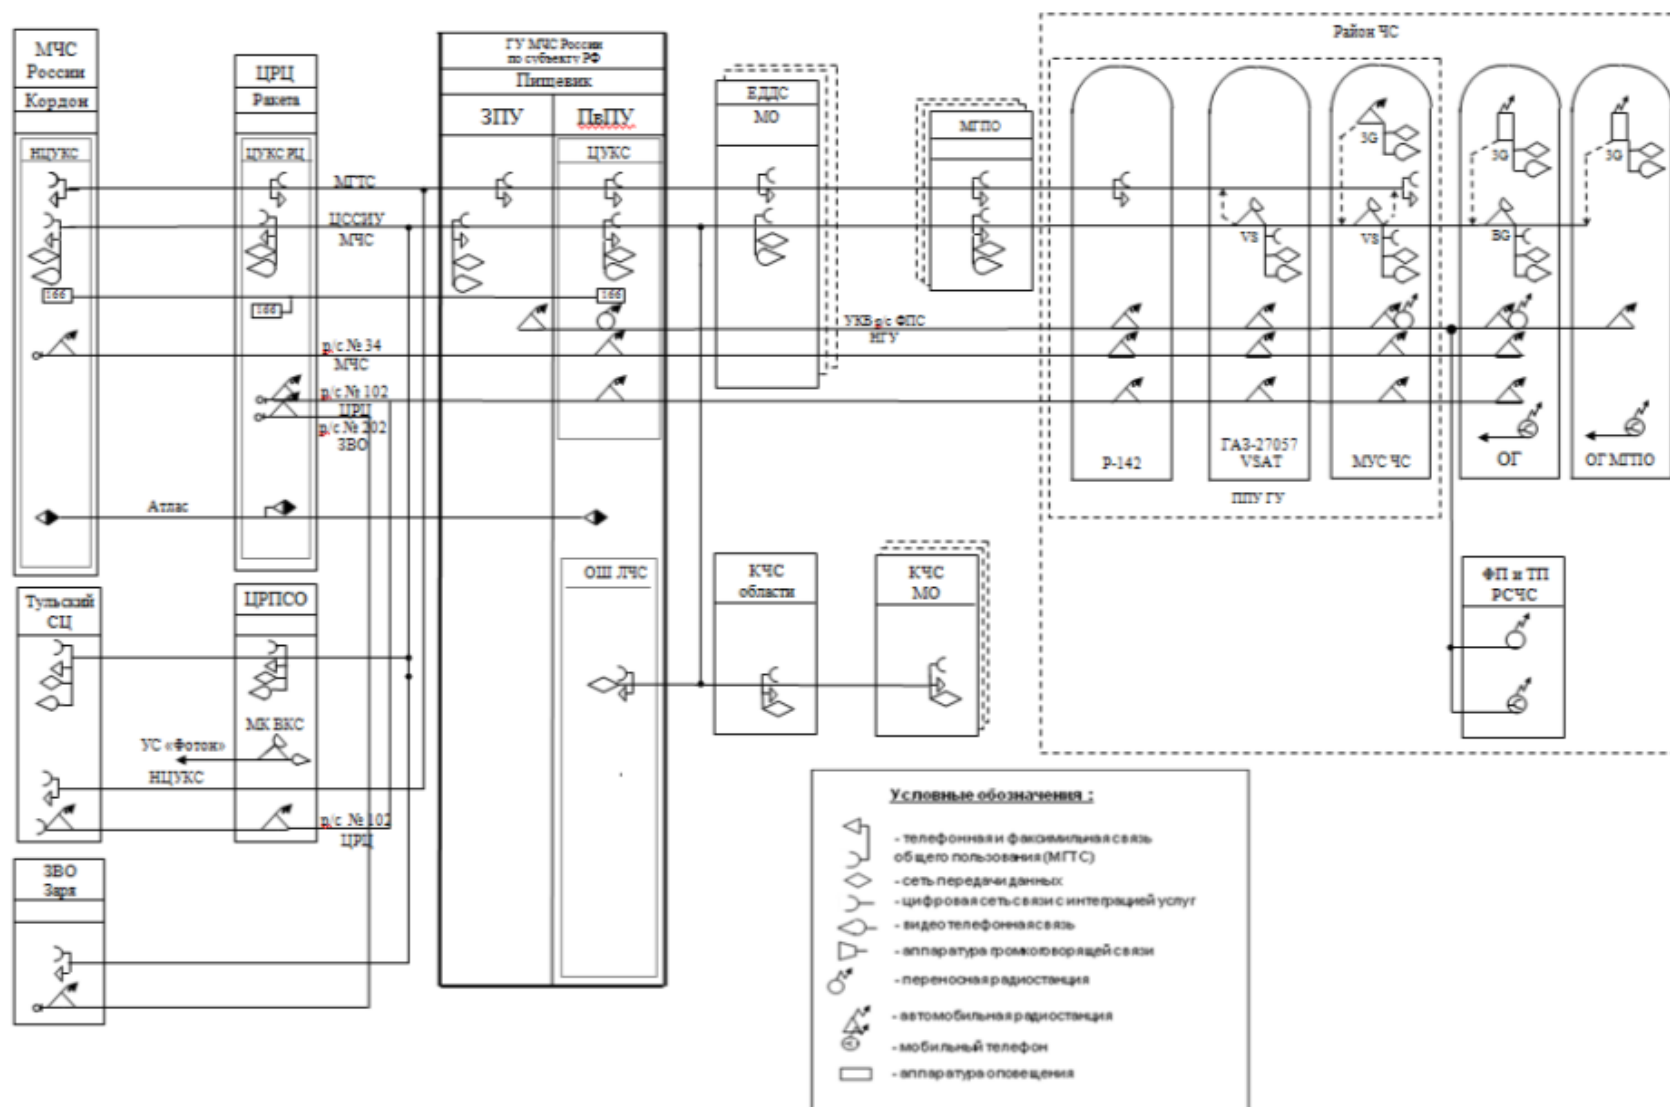 МЧС
России
Кордон
НЦУКС
ЦРЦ
Ракета
ЦУКС РЦ
ГУ МЧС России
по субъекту РФ
Пищевик
ЗПУ
ПвПУ
ЦУКС
ЕДДС
МО
МГПО
Район ЧС
3G
3G
3G
МГТС
ЦССИУ
МЧС
VS
VS
BG
166
166
166
УКВ р/с ФПС
НГУ
р/с № 34
МЧС
р/с № 102
ЦРЦ
р/с № 202
ЗВО
Р-142
ГАЗ-27057
VSAT
МУС ЧС
ОГ
ОГ МГПО
ППУ ГУ
Атлас
ОШ ЛЧС
КЧС
области
КЧС
МО
ФП и ТП
РСЧС
Тульский
СЦ
ЦРПСО
МК ВКС
УС «Фотон»
НЦУКС
р/с № 102
ЦРЦ
ЗВО
Заря
Условные обозначения :
- телефонная и факсимильная связь
общего пользования (МГТС)
- сеть передачи данных
- цифровая сеть связи с интеграцией услуг
- видеотелефонная связь
- аппаратура громкоговорящей связи
- переносная радиостанция
- автомобильная радиостанция
- мобильный телефон
- аппаратура оповещения